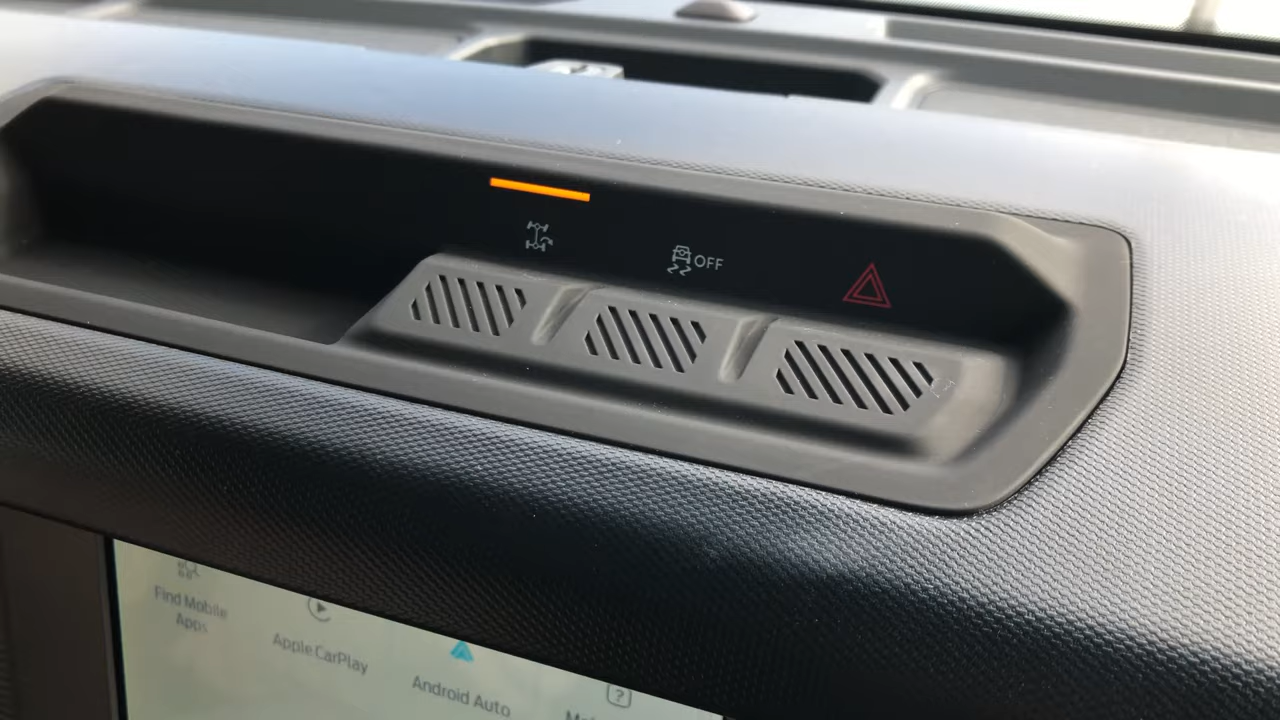 OFF
Find Mobile
Apps
Apple CarPlay
Android Auto